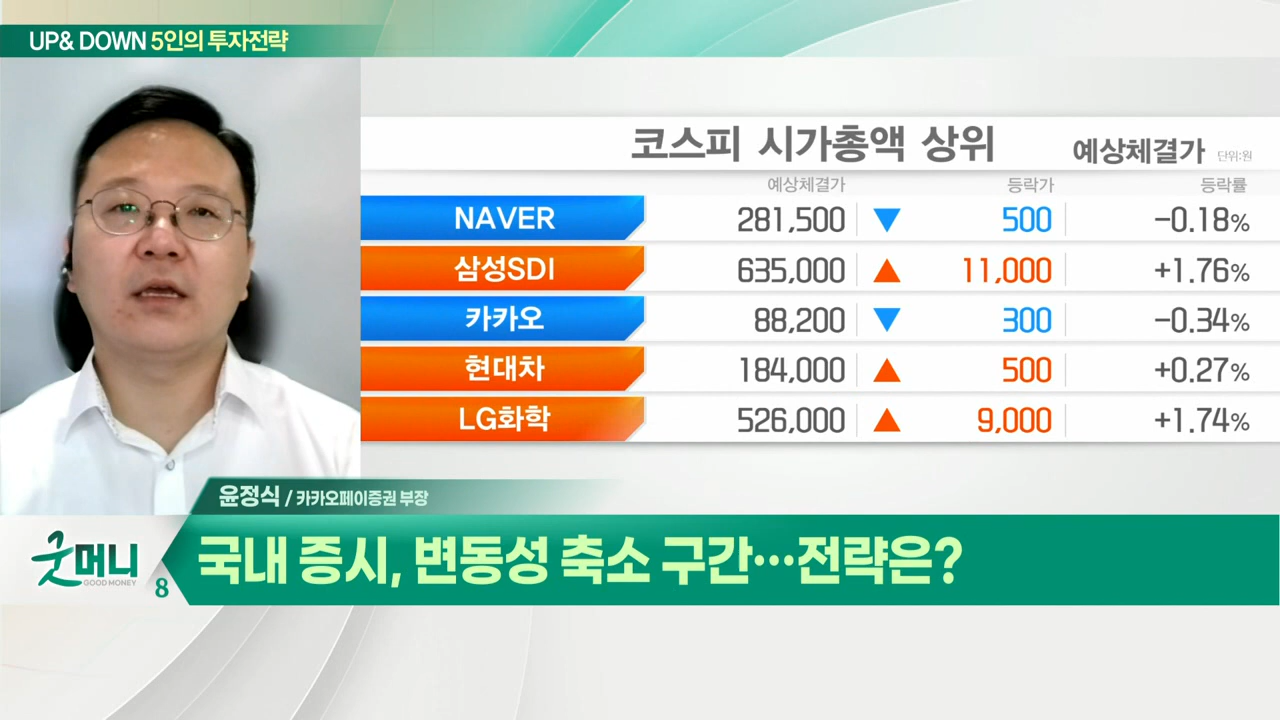 UP& DOWN 5인의 투자전략
코스피 시가총액 상위 예상체결가 단위:원
예상체결가 등락가 등락률
NAVER 281,500 ▼ 500 -0.18%
삼성SDI 635,000 ▲ 11,000 +1.76%
카카오 88,200 ▼ 300 -0.34%
현대차 184,000 ▲ 500 +0.27%
LG화학 526,000 ▲ 9,000 +1.74%
윤정식 / 카카오페이증권 부장
굿머니
GOOD MONEY
8
국내 증시, 변동성 축소 구간…전략은?